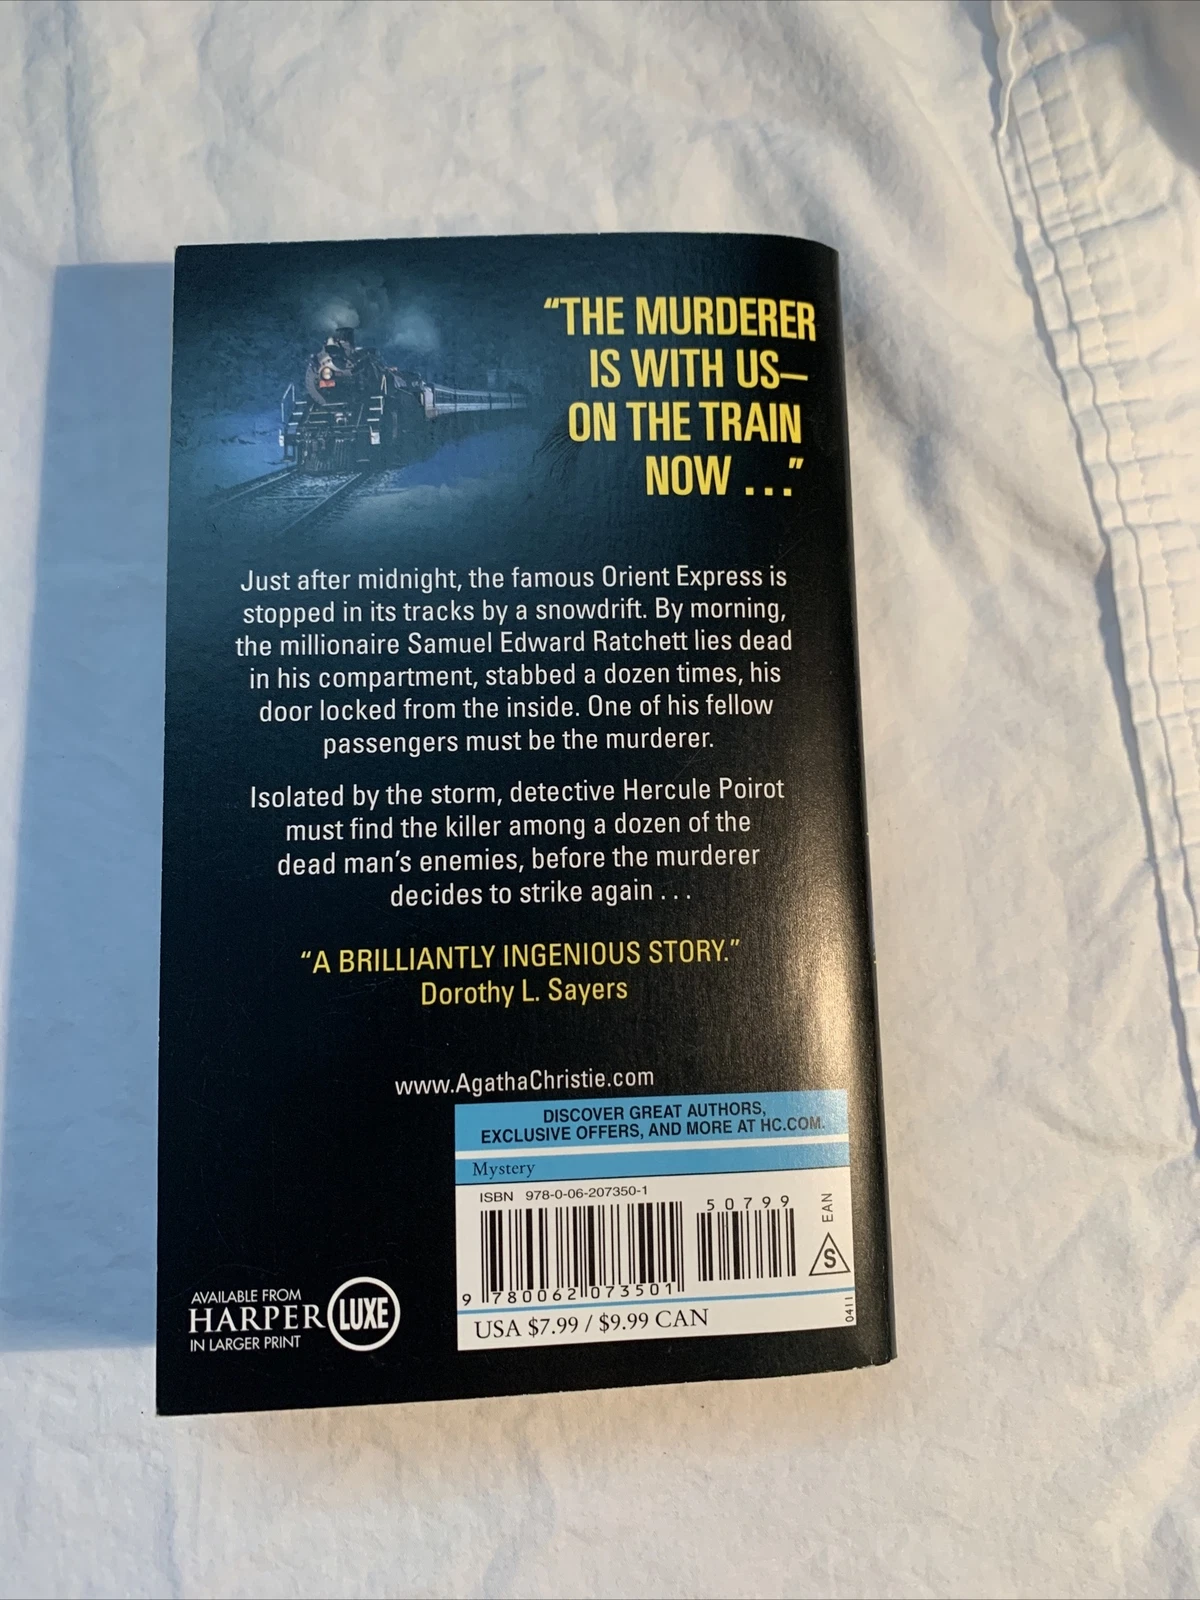 “THE MURDERER
IS WITH US—
ON THE TRAIN
NOW . . .”
Just after midnight, the famous Orient Express is
stopped in its tracks by a snowdrift. By morning,
the millionaire Samuel Edward Ratchett lies dead
in his compartment, stabbed a dozen times, his
door locked from the inside. One of his fellow
passengers must be the murderer.
Isolated by the storm, detective Hercule Poirot
must find the killer among a dozen of the
dead man’s enemies, before the murderer
decides to strike again . . .
“A BRILLIANTLY INGENIOUS STORY.”
Dorothy L. Sayers
www.AgathaChristie.com
DISCOVER GREAT AUTHORS,
EXCLUSIVE OFFERS, AND MORE AT HC.COM.
Mystery
ISBN 978-0-06-207350-1
50799
EAN
S
9 780062 073501
0411
USA $7.99 / $9.99 CAN
AVAILABLE FROM
HARPER LUXE
IN LARGER PRINT